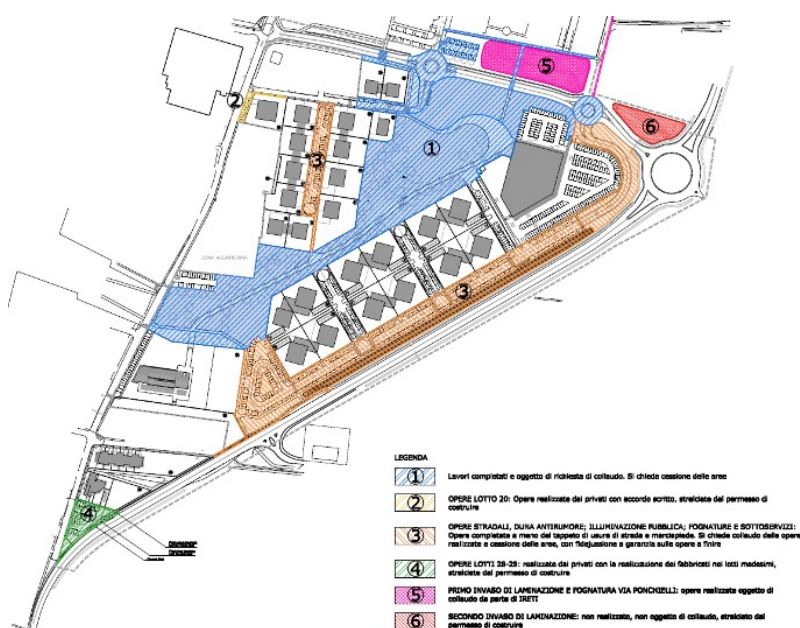 5
2
6
1
3
ZONA AGGIUNTIVA
3
4
LEGENDA
1 Lavori completati e oggetto di richiesta di collaudo. Si chiede cessione delle aree
2 OPERE LOTTO 20: Opere realizzate dai privati con accordo scritto, stralciate dal permesso di
costruire
3 OPERE STRADALI, DUNA ANTIRUMORE; ILLUMINAZIONE PUBBLICA; FOGNATURE E SOTTOSERVIZI:
Opere completate a meno del tappeto di usura di strada e marciapiede. Si chiede collaudo delle opere
realizzate e cessione delle aree, con fidejussione a garanzia sulle opere a finire
4 OPERE LOTTI 28-29: realizzate dai privati con la realizzazione dei fabbricati nei lotti medesimi,
stralciate dal permesso di costruire
5 PRIMO INVASO DI LAMINAZIONE E FOGNATURA VIA PONCHIELLI: opere realizzate oggetto di
collaudo da parte di IRETI
6 SECONDO INVASO DI LAMINAZIONE: non realizzato, non oggetto di collaudo, stralciato dal
permesso di costruire